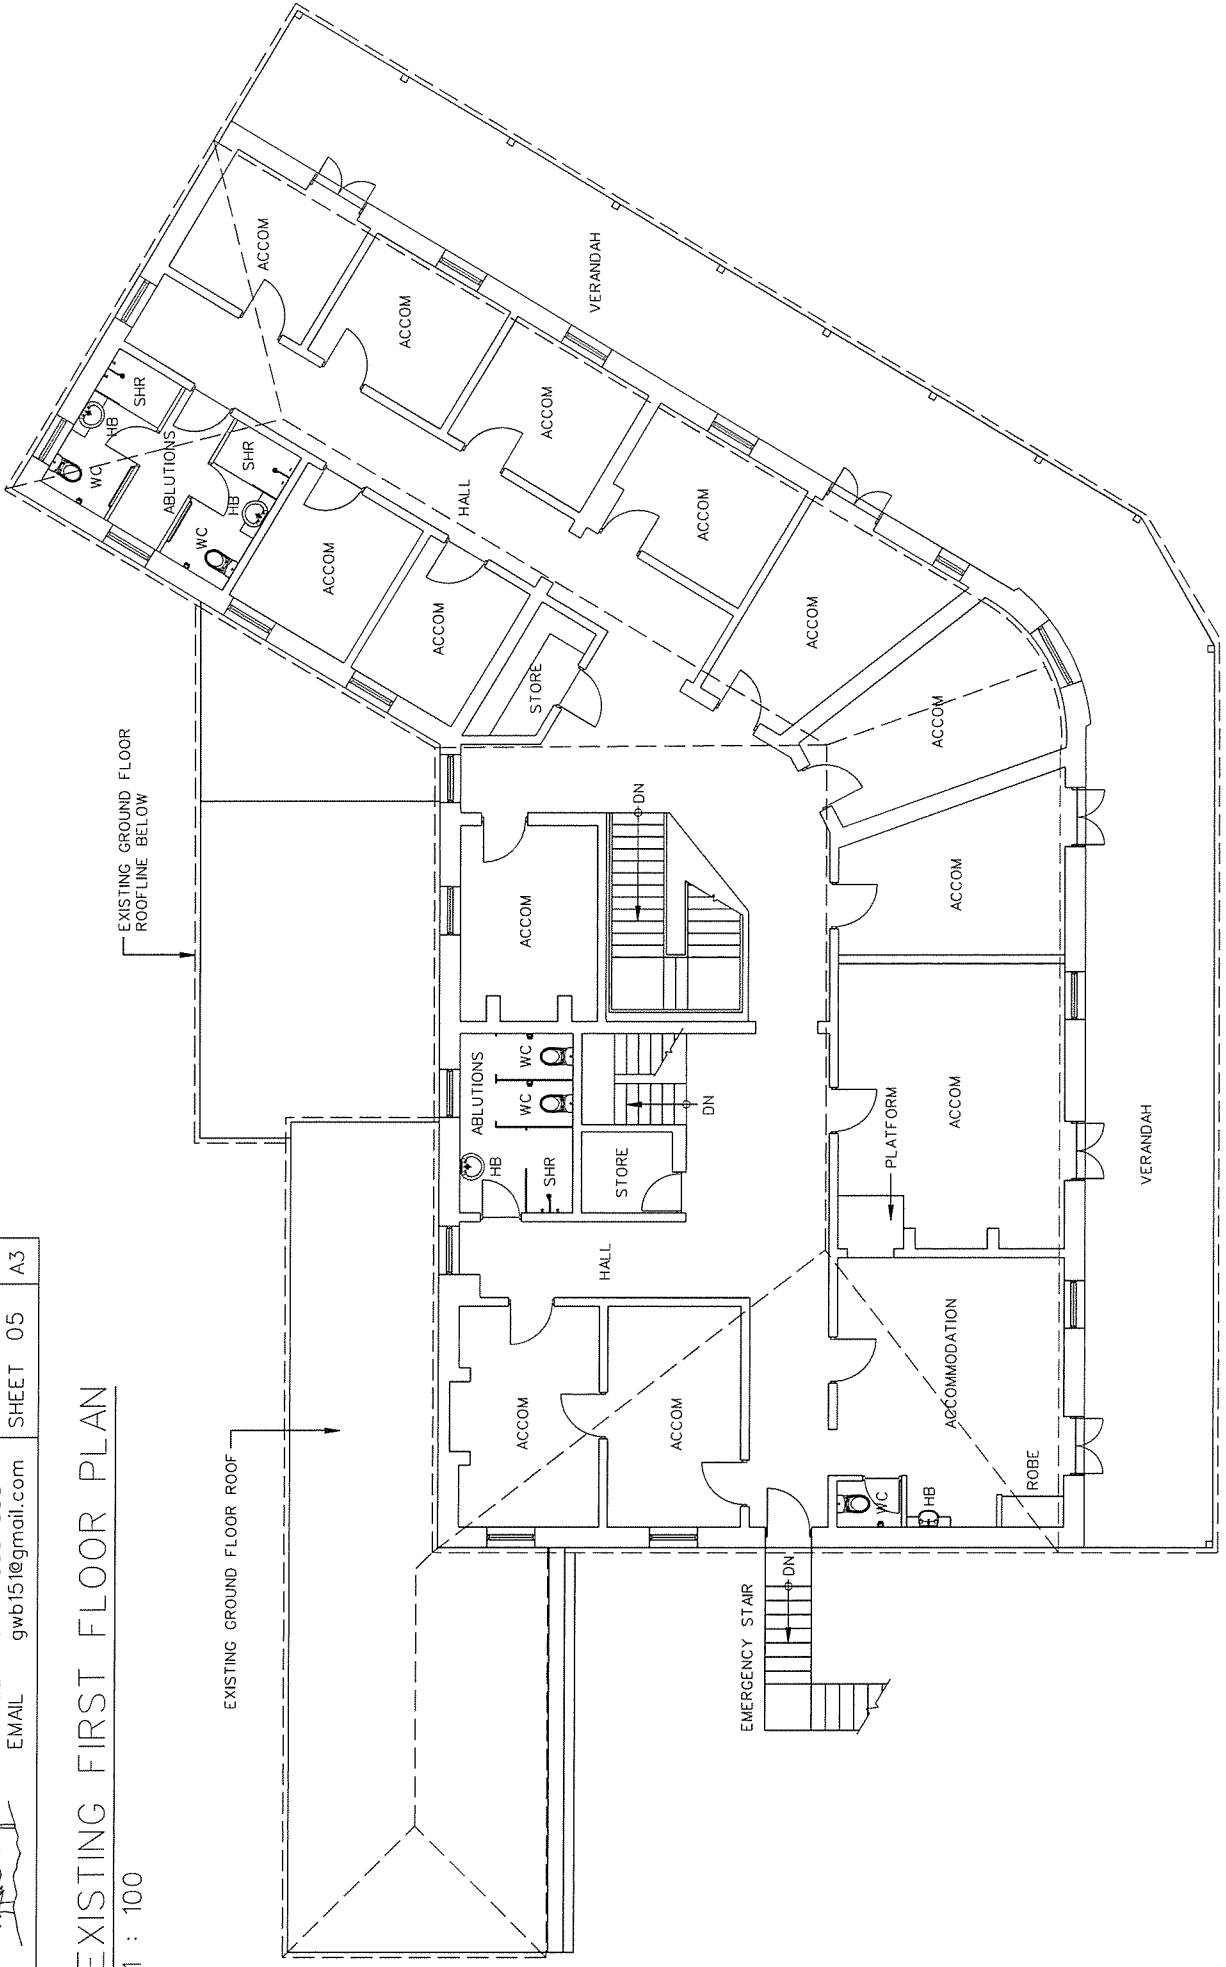 EMAIL gwb151@gmail.com SHEET 05 A3
EXISTING FIRST FLOOR PLAN
1 : 100
EXISTING GROUND FLOOR ROOF
EXISTING GROUND FLOOR
ROOFLINE BELOW
WC
HB
SHR
ABLUTIONS
WC
HB
SHR
ACCOM
ACCOM
ACCOM
ACCOM
HALL
ACCOM
ACCOM
STORE
VERANDAH
ACCOM
ABLUTIONS
HB
WC
WC
SHR
STORE
DN
DN
ACCOM
HALL
ACCOM
EMERGENCY STAIR
DN
ACCOM
ACCOM
ACCOM
PLATFORM
ACCOM
ACCOMMODATION
WC
HB
ROBE
VERANDAH